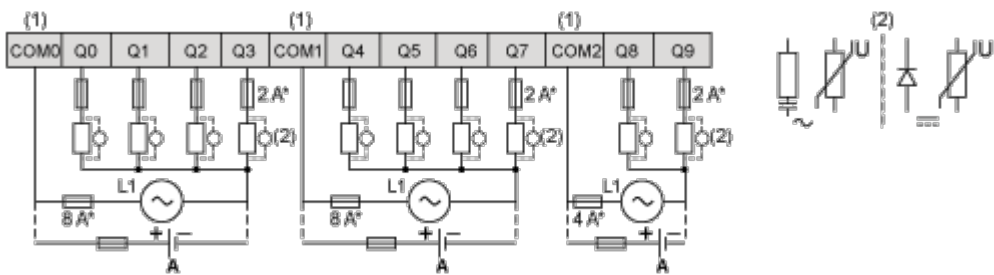 (1) (1) (1) (2)
COM0 Q0 Q1 Q2 Q3 COM1 Q4 Q5 Q6 Q7 COM2 Q8 Q9
U U
2 A* 2 A* 2 A*
(2) (2) (2)
L1 L1 L1
8 A* 8 A* 4 A*
+ − + − + −
A A A